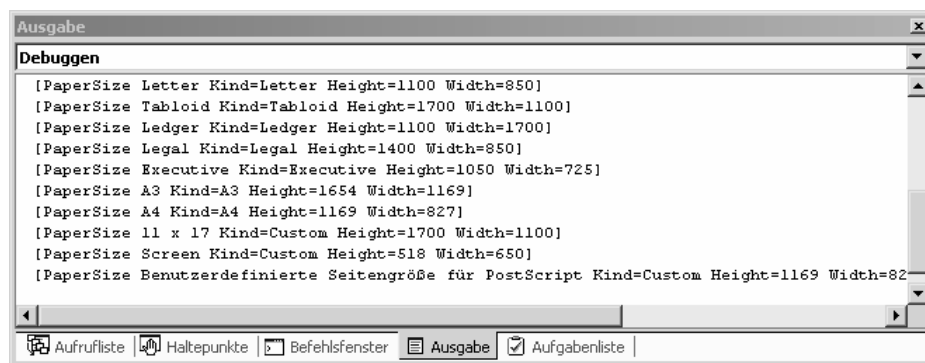 Ausgabe
Debuggen
[PaperSize Letter Kind=Letter Height=1100 Width=850]
[PaperSize Tabloid Kind=Tabloid Height=1700 Width=1100]
[PaperSize Ledger Kind=Ledger Height=1100 Width=1700]
[PaperSize Legal Kind=Legal Height=1400 Width=850]
[PaperSize Executive Kind=Executive Height=1050 Width=725]
[PaperSize A3 Kind=A3 Height=1654 Width=1169]
[PaperSize A4 Kind=A4 Height=1169 Width=827]
[PaperSize 11 x 17 Kind=Custom Height=1700 Width=1100]
[PaperSize Screen Kind=Custom Height=518 Width=650]
[PaperSize Benutzerdefinierte Seitengröße für PostScript Kind=Custom Height=1169 Width=82
Aufrufliste Haltepunkte Befehlsfenster Ausgabe Aufgabenliste